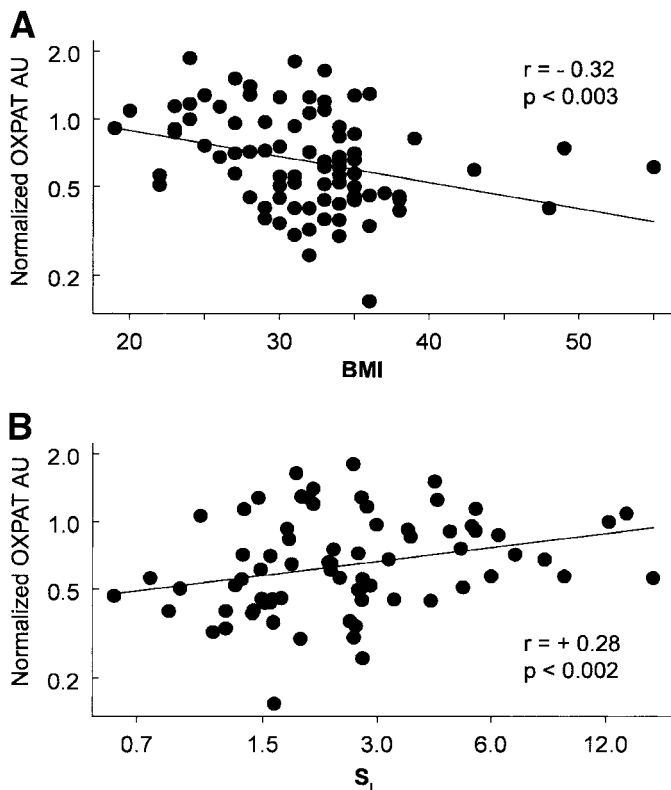 A
Normalized OXPAT AU
2.0
1.0
0.5
0.2
r = - 0.32
p < 0.003
20 30 40 50
BMI
B
Normalized OXPAT AU
2.0
1.0
0.5
0.2
r = + 0.28
p < 0.002
0.7 1.5 3.0 6.0 12.0
S_I